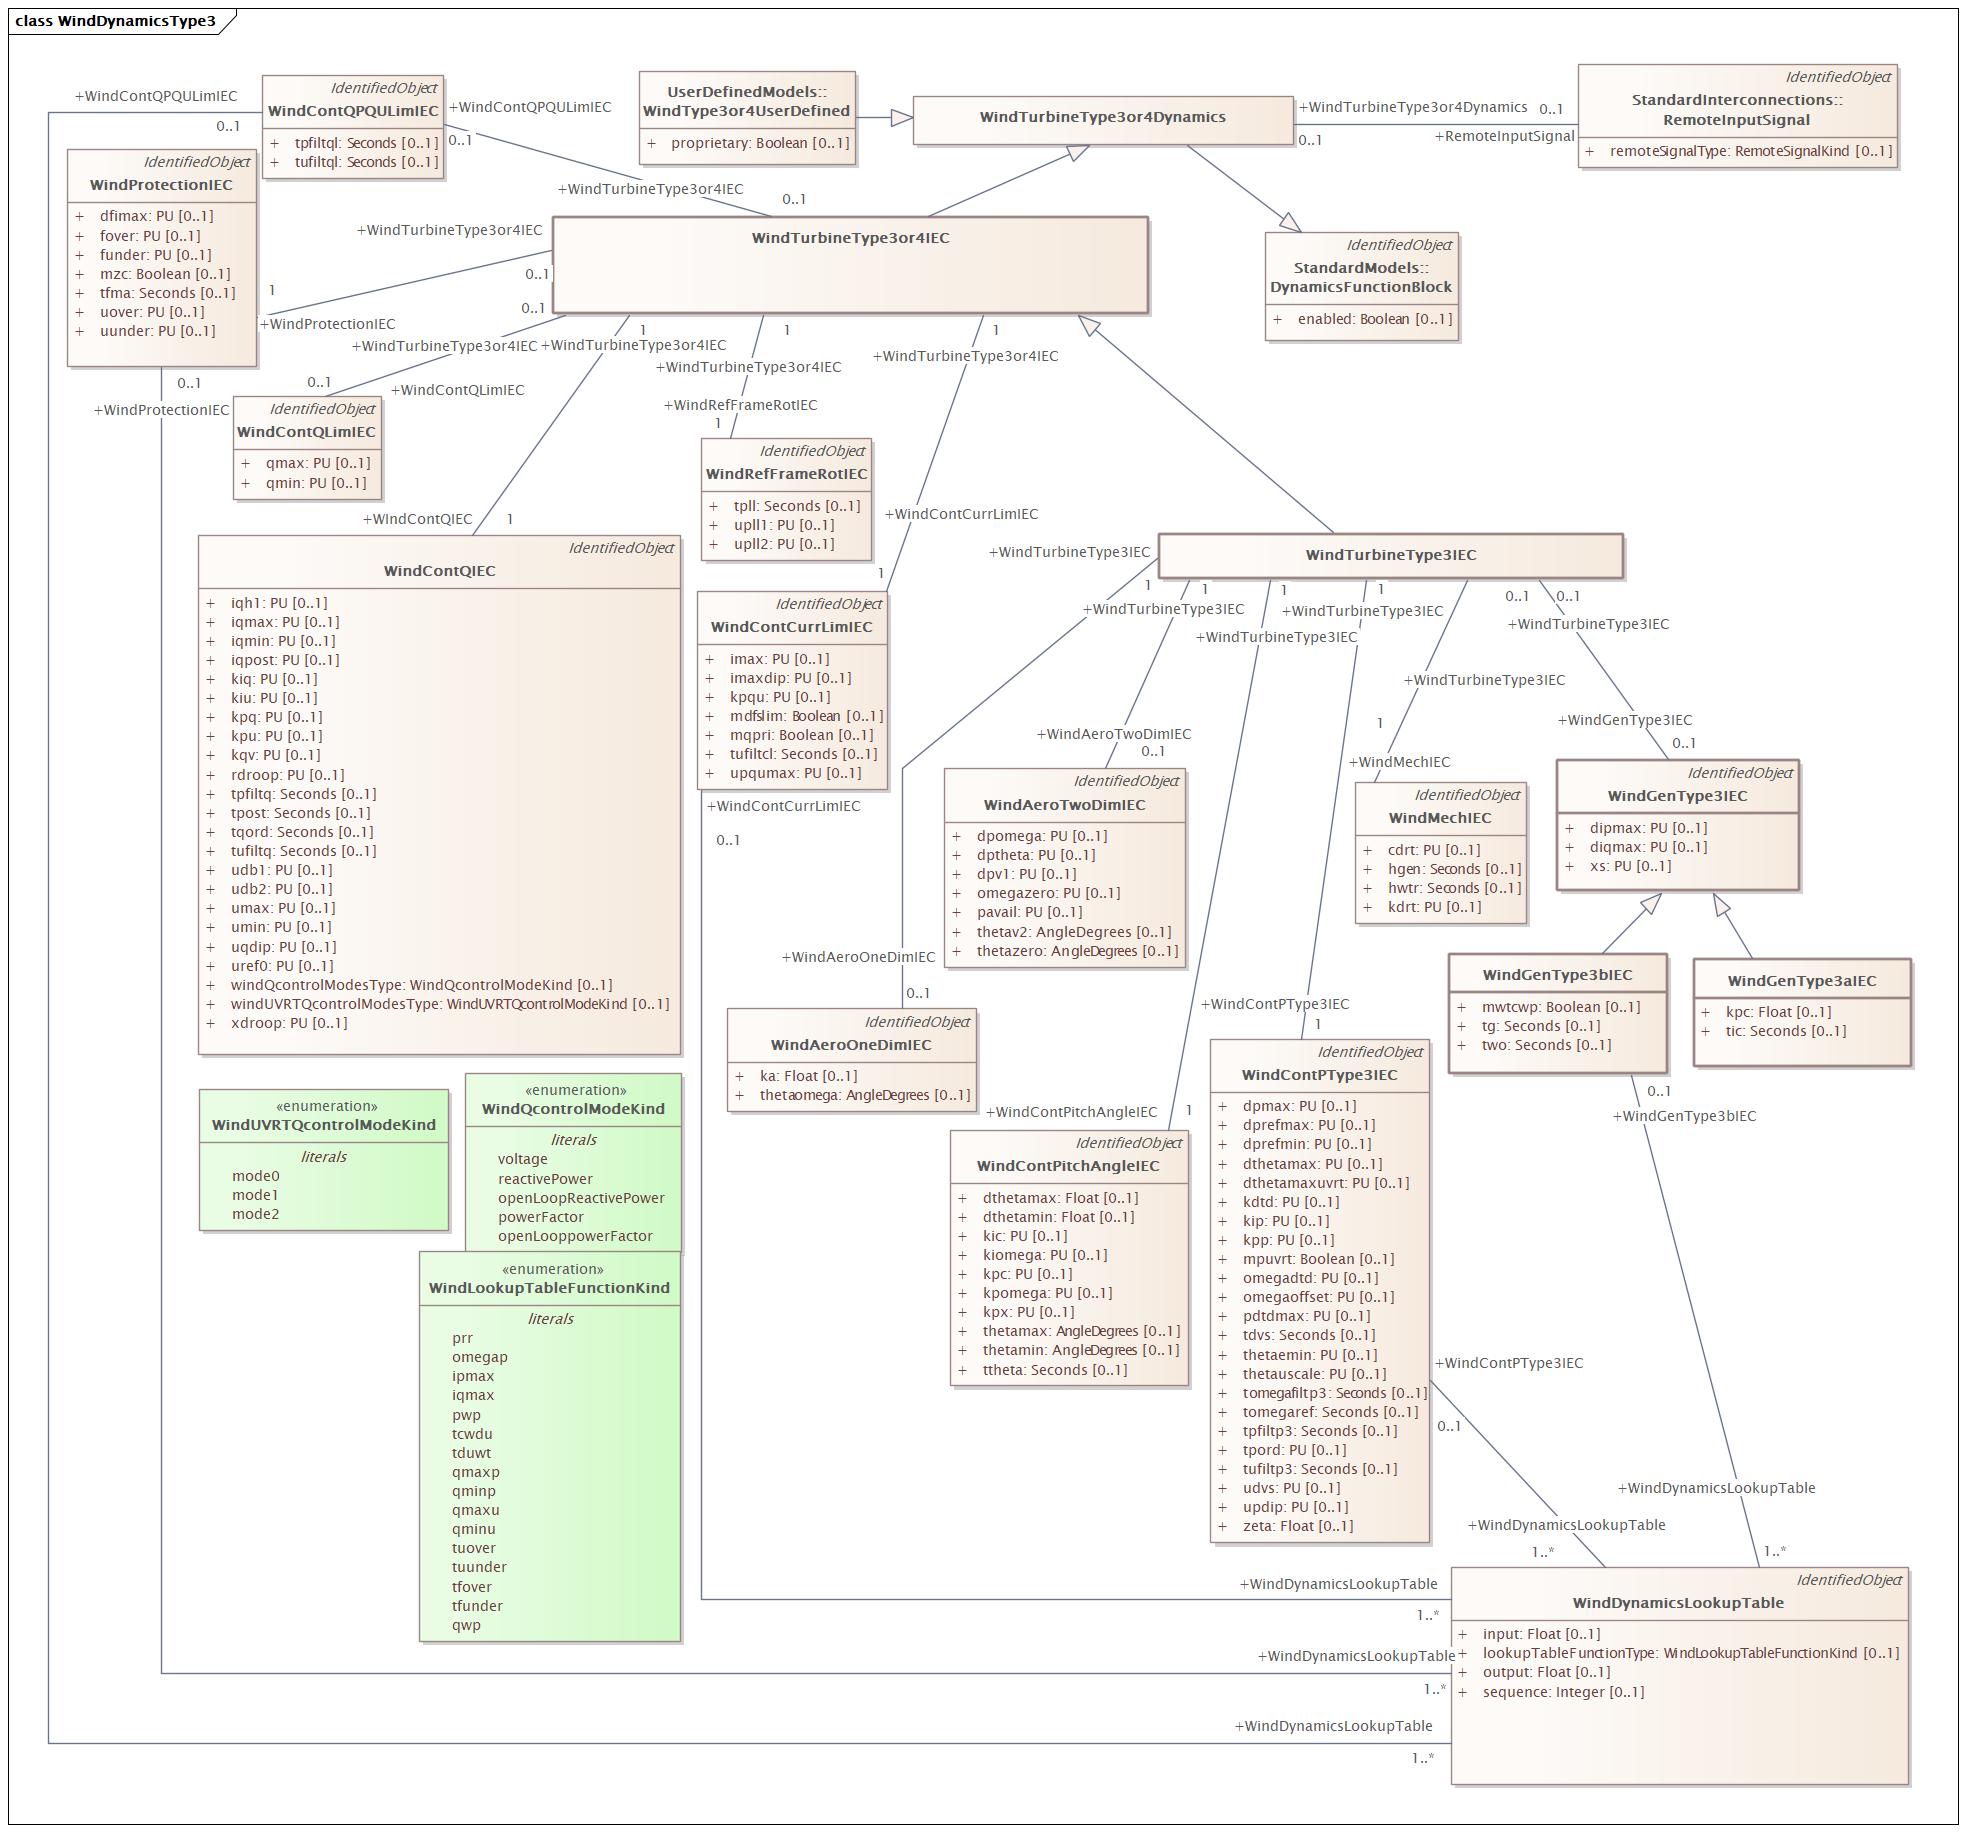 class WindDynamicsType3
+WindContQPQULimIEC
0..1
IdentifiedObject
WindContQPQULimIEC
+ tpfiltql: Seconds [0..1]
+ tufiltql: Seconds [0..1]
+WindContQPQULimIEC
0..1
UserDefinedModels::
WindType3or4UserDefined
+ proprietary: Boolean [0..1]
WindTurbineType3or4Dynamics
+WindTurbineType3or4Dynamics
0..1
0..1
+RemoteInputSignal
IdentifiedObject
StandardInterconnections::
RemoteInputSignal
+ remoteSignalType: RemoteSignalKind [0..1]
IdentifiedObject
WindProtectionIEC
+ dfimax: PU [0..1]
+ fover: PU [0..1]
+ funder: PU [0..1]
+ mzc: Boolean [0..1]
+ tfma: Seconds [0..1]
+ uover: PU [0..1]
+ uunder: PU [0..1]
+WindTurbineType3or4IEC
0..1
WindTurbineType3or4IEC
IdentifiedObject
StandardModels::
DynamicsFunctionBlock
+ enabled: Boolean [0..1]
+WindTurbineType3or4IEC
0..1
1
+WindProtectionIEC
0..1
+WindTurbineType3or4IEC
0..1
+WindContQLimIEC
1
+WindTurbineType3or4IEC
1
+WindTurbineType3or4IEC
1
+WindTurbineType3or4IEC
0..1
+WindProtectionIEC
IdentifiedObject
WindContQLimIEC
+ qmax: PU [0..1]
+ qmin: PU [0..1]
+WindRefFrameRotIEC
1
IdentifiedObject
WindRefFrameRotIEC
+ tpll: Seconds [0..1]
+ upll1: PU [0..1]
+ upll2: PU [0..1]
+WIndContQIEC
1
IdentifiedObject
WindContQIEC
+ iqh1: PU [0..1]
+ iqmax: PU [0..1]
+ iqmin: PU [0..1]
+ iqpost: PU [0..1]
+ kiq: PU [0..1]
+ kiu: PU [0..1]
+ kpq: PU [0..1]
+ kpu: PU [0..1]
+ kqv: PU [0..1]
+ rdroop: PU [0..1]
+ tpfiltq: Seconds [0..1]
+ tpost: Seconds [0..1]
+ tqord: Seconds [0..1]
+ tufiltq: Seconds [0..1]
+ udb1: PU [0..1]
+ udb2: PU [0..1]
+ umax: PU [0..1]
+ umin: PU [0..1]
+ uqdip: PU [0..1]
+ uref0: PU [0..1]
+ windQcontrolModesType: WindQcontrolModeKind [0..1]
+ windUVRTQcontrolModesType: WindUVRTQcontrolModeKind [0..1]
+ xdroop: PU [0..1]
+WindContCurrLimIEC
1
IdentifiedObject
WindContCurrLimIEC
+ imax: PU [0..1]
+ imaxdip: PU [0..1]
+ kpqu: PU [0..1]
+ mdfslim: Boolean [0..1]
+ mqpri: Boolean [0..1]
+ tufiltcl: Seconds [0..1]
+ upqumax: PU [0..1]
+WindContCurrLimIEC
0..1
WindTurbineType3IEC
+WindTurbineType3IEC
1
+WindTurbineType3IEC
1
+WindTurbineType3IEC
1
+WindTurbineType3IEC
1
0..1
+WindTurbineType3IEC
0..1
+WindTurbineType3IEC
+WindAeroTwoDimIEC
0..1
IdentifiedObject
WindAeroTwoDimIEC
+ dpomega: PU [0..1]
+ dptheta: PU [0..1]
+ dpv1: PU [0..1]
+ omegazero: PU [0..1]
+ pavail: PU [0..1]
+ thetav2: AngleDegrees [0..1]
+ thetazero: AngleDegrees [0..1]
1
+WindMechIEC
IdentifiedObject
WindMechIEC
+ cdrt: PU [0..1]
+ hgen: Seconds [0..1]
+ hwtr: Seconds [0..1]
+ kdrt: PU [0..1]
+WindGenType3IEC
0..1
IdentifiedObject
WindGenType3IEC
+ dipmax: PU [0..1]
+ diqmax: PU [0..1]
+ xs: PU [0..1]
WindGenType3bIEC
+ mwtcwp: Boolean [0..1]
+ tg: Seconds [0..1]
+ two: Seconds [0..1]
WindGenType3aIEC
+ kpc: Float [0..1]
+ tic: Seconds [0..1]
+WindAeroOneDimIEC
0..1
IdentifiedObject
WindAeroOneDimIEC
+ ka: Float [0..1]
+ thetaomega: AngleDegrees [0..1]
+WindContPType3IEC
1
IdentifiedObject
WindContPType3IEC
+ dpmax: PU [0..1]
+ dprefmax: PU [0..1]
+ dprefmin: PU [0..1]
+ dthetamax: PU [0..1]
+ dthetamaxuvrt: PU [0..1]
+ kdtd: PU [0..1]
+ kip: PU [0..1]
+ kpp: PU [0..1]
+ mpuvrt: Boolean [0..1]
+ omegadtd: PU [0..1]
+ omegaoffset: PU [0..1]
+ pdtdmax: PU [0..1]
+ tdvs: Seconds [0..1]
+ thetaemin: PU [0..1]
+ thetauscale: PU [0..1]
+ tomegafiltp3: Seconds [0..1]
+ tomegaref: Seconds [0..1]
+ tpfiltp3: Seconds [0..1]
+ tpord: PU [0..1]
+ tufiltp3: Seconds [0..1]
+ udvs: PU [0..1]
+ updip: PU [0..1]
+ zeta: Float [0..1]
+WindContPitchAngleIEC
1
IdentifiedObject
WindContPitchAngleIEC
+ dthetamax: Float [0..1]
+ dthetamin: Float [0..1]
+ kic: PU [0..1]
+ kiomega: PU [0..1]
+ kpc: PU [0..1]
+ kpomega: PU [0..1]
+ kpx: PU [0..1]
+ thetamax: AngleDegrees [0..1]
+ thetamin: AngleDegrees [0..1]
+ ttheta: Seconds [0..1]
0..1
+WindGenType3bIEC
«enumeration»
WindUVRTQcontrolModeKind
literals
mode0
mode1
mode2
«enumeration»
WindQcontrolModeKind
literals
voltage
reactivePower
openLoopReactivePower
powerFactor
openLooppowerFactor
«enumeration»
WindLookupTableFunctionKind
literals
prr
omegap
ipmax
iqmax
pwp
tcwdu
tduwt
qmaxp
qminp
qmaxu
qminu
tuover
tuunder
tfover
tfunder
qwp
+WindContPType3IEC
0..1
+WindDynamicsLookupTable
1..*
+WindDynamicsLookupTable
1..*
+WindDynamicsLookupTable
1..*
+WindDynamicsLookupTable
1..*
+WindDynamicsLookupTable
1..*
IdentifiedObject
WindDynamicsLookupTable
+ input: Float [0..1]
+ lookupTableFunctionType: WindLookupTableFunctionKind [0..1]
+ output: Float [0..1]
+ sequence: Integer [0..1]